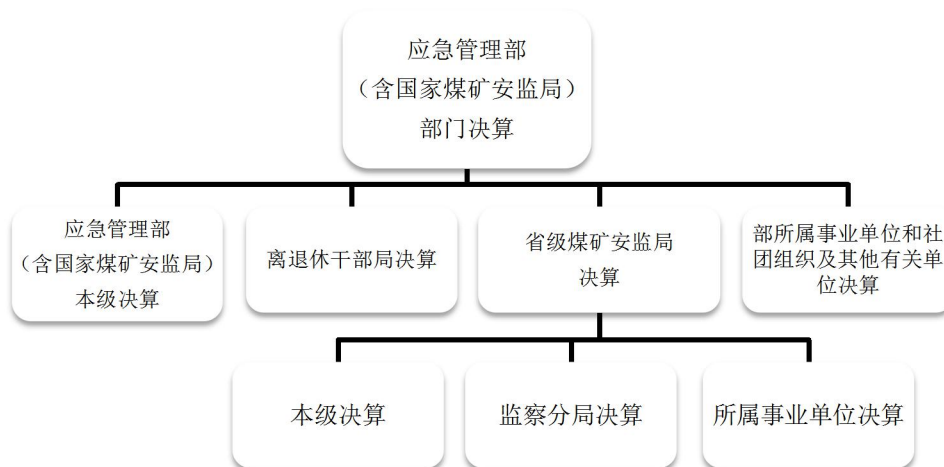 应急管理部
（含国家煤矿安监局）
部门决算
应急管理部
（含国家煤矿安监局）
本级决算
离退休干部局决算
省级煤矿安监局
决算
部所属事业单位和社
团组织及其他有关单
位决算
本级决算
监察分局决算
所属事业单位决算